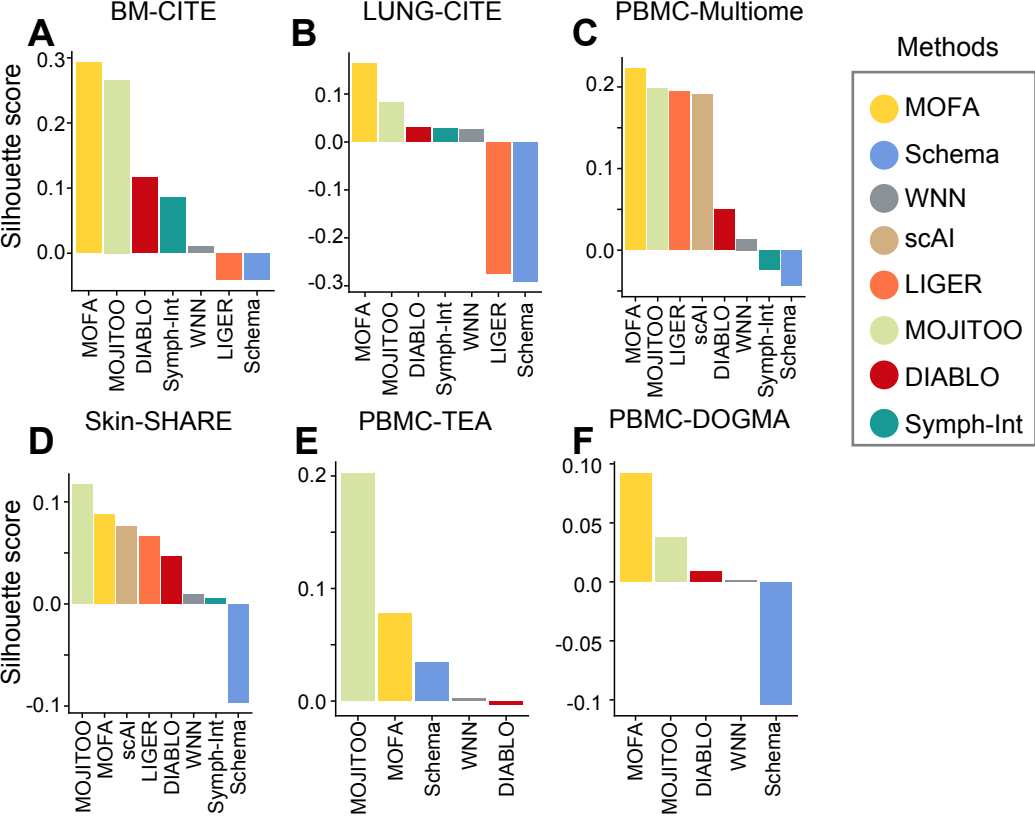 A
BM-CITE
Silhouette score
0.3
0.2
0.1
0.0
MOFA
MOJITOO
DIABLO
Symph-Int
WNN
LIGER
Schema
B
LUNG-CITE
0.1
0.0
-0.1
-0.2
-0.3
MOFA
MOJITOO
DIABLO
Symph-Int
WNN
LIGER
Schema
C
PBMC-Multiome
0.2
0.1
0.0
MOFA
MOJITOO
LIGER
scAI
DIABLO
WNN
Symph-Int
Schema
Methods
MOFA
Schema
WNN
scAI
LIGER
MOJITOO
DIABLO
Symph-Int
D
Skin-SHARE
Silhouette score
0.1
0.0
-0.1
MOJITOO
MOFA
scAI
LIGER
DIABLO
WNN
Symph-Int
Schema
E
PBMC-TEA
0.2
0.1
0.0
MOJITOO
MOFA
Schema
WNN
DIABLO
F
PBMC-DOGMA
0.10
0.05
0.0
-0.05
-0.1
MOFA
MOJITOO
DIABLO
WNN
Schema